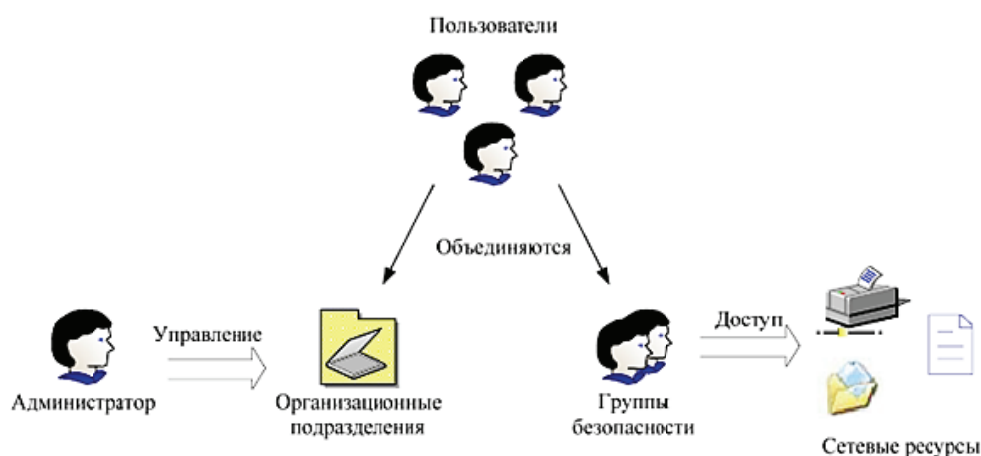 Пользователи
Объединяются
Управление
Доступ
Администратор
Организационные
подразделения
Группы
безопасности
Сетевые ресурсы